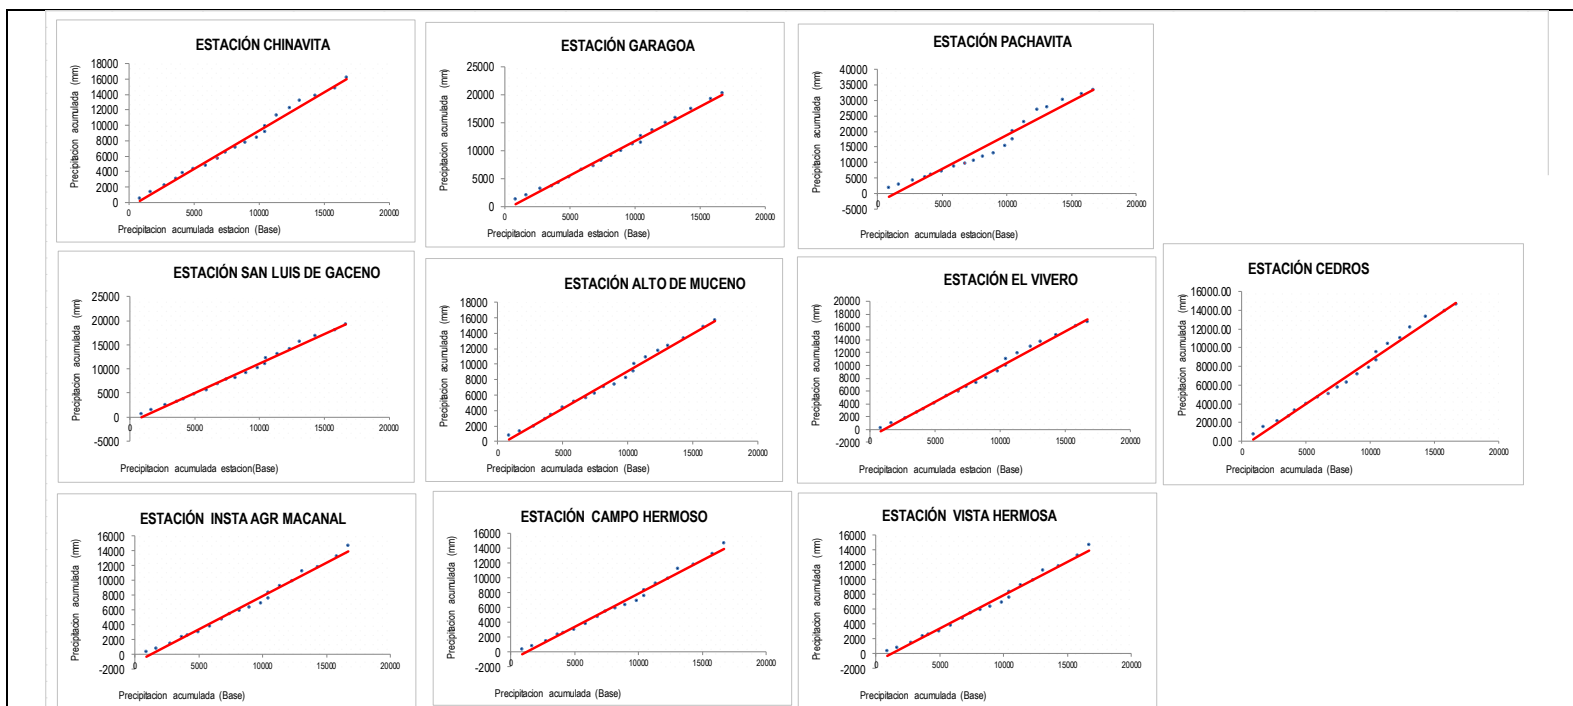 ESTACIÓN CHINAVITA
Precipitacion acumulada (mm)
18000
16000
14000
12000
10000
8000
6000
4000
2000
0
0 5000 10000 15000 20000
Precipitacion acumulada estacion (Base)
ESTACIÓN GARAGOA
Precipitacion acumulada (mm)
25000
20000
15000
10000
5000
0
0 5000 10000 15000 20000
Precipitacion acumulada estacion (Base)
ESTACIÓN PACHAVITA
Precipitacion acumulada (mm)
40000
35000
30000
25000
20000
15000
10000
5000
0
-5000
0 5000 10000 15000 20000
Precipitacion acumulada estacion(Base)
ESTACIÓN SAN LUIS DE GACENO
Precipitacion acumulada (mm)
25000
20000
15000
10000
5000
0
-5000
0 5000 10000 15000 20000
Precipitacion acumulada estacion(Base)
ESTACIÓN ALTO DE MUCENO
Precipitacion acumulada (mm)
18000
16000
14000
12000
10000
8000
6000
4000
2000
0
0 5000 10000 15000 20000
Precipitacion acumulada estacion (Base)
ESTACIÓN EL VIVERO
Precipitacion acumulada (mm)
20000
18000
16000
14000
12000
10000
8000
6000
4000
2000
0
-2000
0 5000 10000 15000 20000
Precipitacion acumulada estacion (Base)
ESTACIÓN CEDROS
Precipitacion acumulada (mm)
16000.00
14000.00
12000.00
10000.00
8000.00
6000.00
4000.00
2000.00
0.00
0 5000 10000 15000 20000
Precipitacion acumulada (Base)
ESTACIÓN INSTA AGR MACANAL
Precipitacion acumulada (mm)
16000
14000
12000
10000
8000
6000
4000
2000
0
-2000
0 5000 10000 15000 20000
Precipitacion acumulada (Base)
ESTACIÓN CAMPO HERMOSO
Precipitacion acumulada (mm)
16000
14000
12000
10000
8000
6000
4000
2000
0
-2000
0 5000 10000 15000 20000
Precipitacion acumulada (Base)
ESTACIÓN VISTA HERMOSA
Precipitacion acumulada (mm)
16000
14000
12000
10000
8000
6000
4000
2000
0
-2000
0 5000 10000 15000 20000
Precipitacion acumulada (Base)